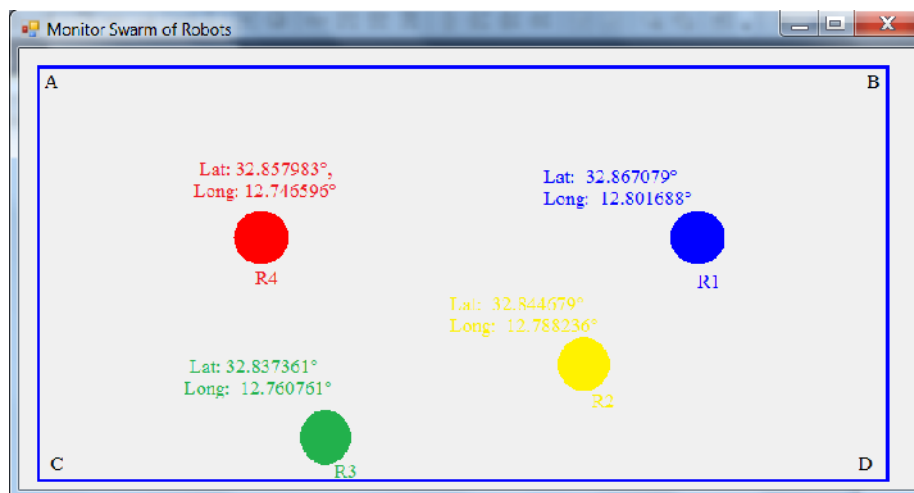 Monitor Swarm of Robots
A
B
Lat: 32.857983°,
Long: 12.746596°
Lat: 32.867079°
Long: 12.801688°
R4
R1
Lat: 32.844679°
Long: 12.788236°
Lat: 32.837361°
Long: 12.760761°
R2
C
R3
D